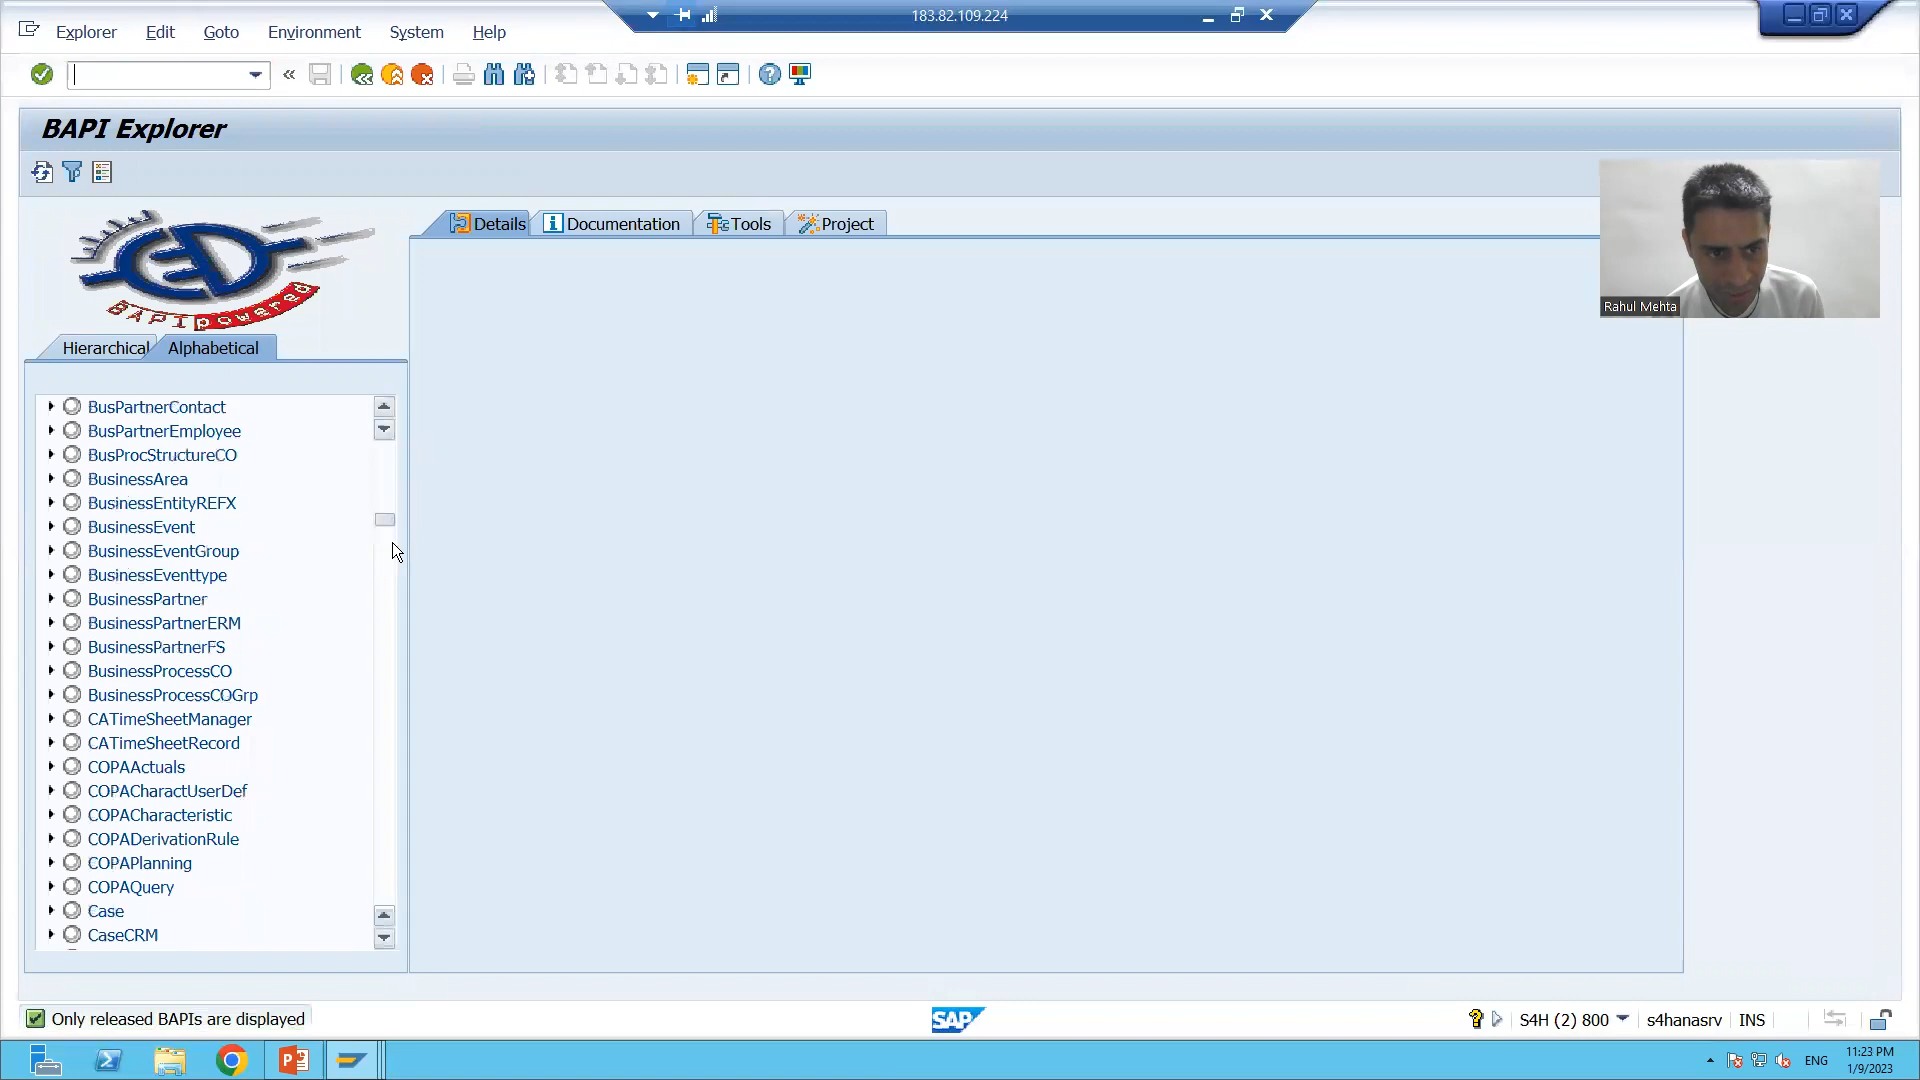 183.82.109.224
Explorer Edit Goto Environment System Help
BAPI Explorer
Details Documentation Tools Project
Rahul Mehta
BAPI powered
Hierarchical Alphabetical
BusPartnerContact
BusPartnerEmployee
BusProcStructureCO
BusinessArea
BusinessEntityREFX
BusinessEvent
BusinessEventGroup
BusinessEventtype
BusinessPartner
BusinessPartnerERM
BusinessPartnerFS
BusinessProcessCO
BusinessProcessCOGrp
CATimeSheetManager
CATimeSheetRecord
COPAActuals
COPACharactUserDef
COPACharacteristic
COPADerivationRule
COPAPlanning
COPAQuery
Case
CaseCRM
Only released BAPIs are displayed
SAP
S4H (2) 800 s4hanasrv INS
ENG
11:23 PM
1/9/2023